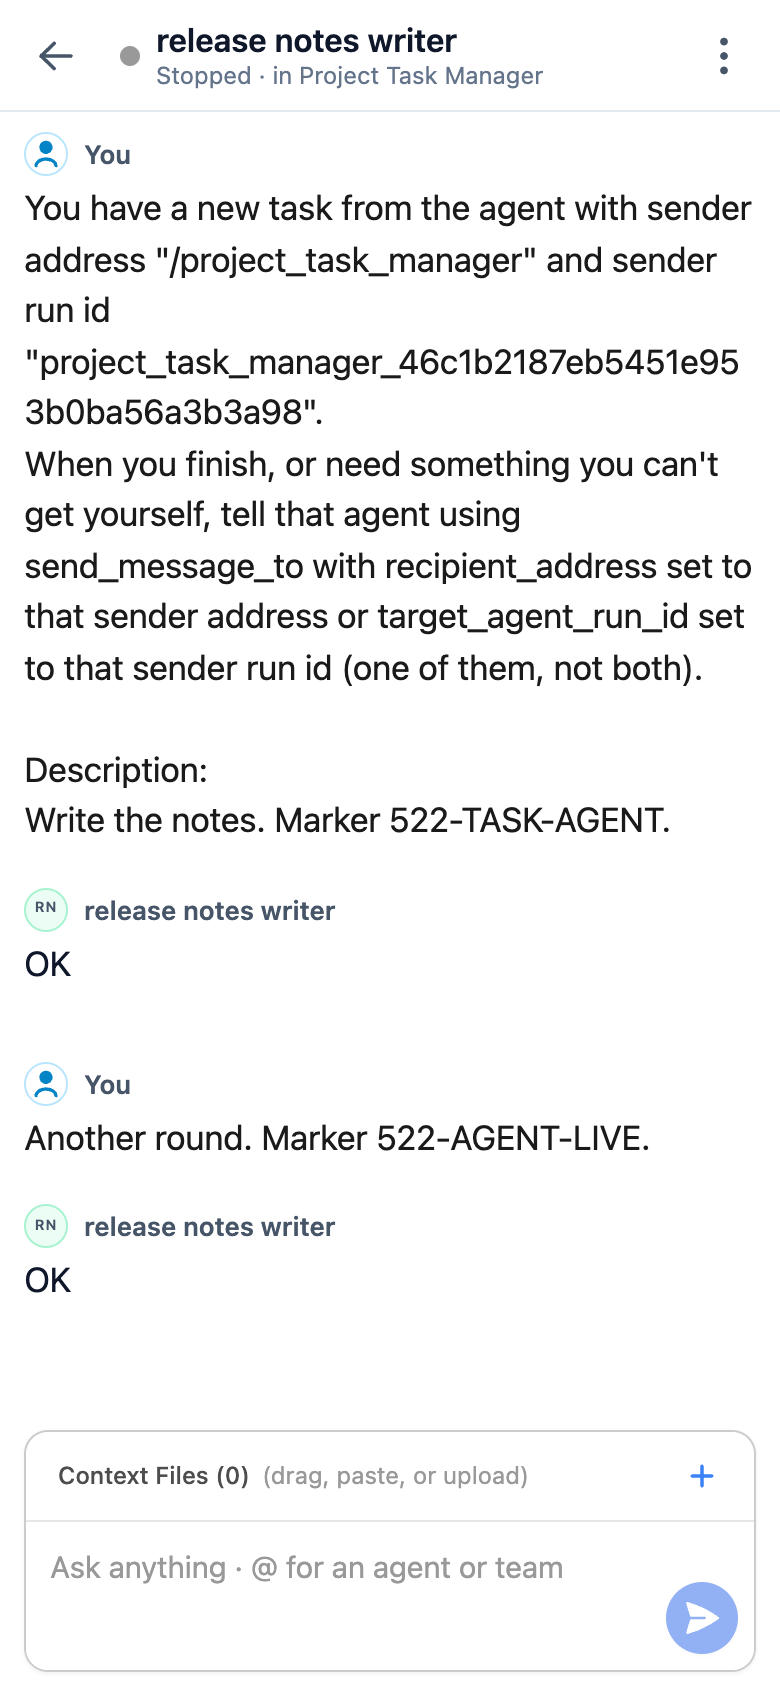 release notes writer
Stopped · in Project Task Manager
You
You have a new task from the agent with sender
address "/project_task_manager" and sender
run id
"project_task_manager_46c1b2187eb5451e95
3b0ba56a3b3a98".
When you finish, or need something you can't
get yourself, tell that agent using
send_message_to with recipient_address set to
that sender address or target_agent_run_id set
to that sender run id (one of them, not both).
Description:
Write the notes. Marker 522-TASK-AGENT.
RN release notes writer
OK
You
Another round. Marker 522-AGENT-LIVE.
RN release notes writer
OK
Context Files (0) (drag, paste, or upload)
Ask anything · @ for an agent or team